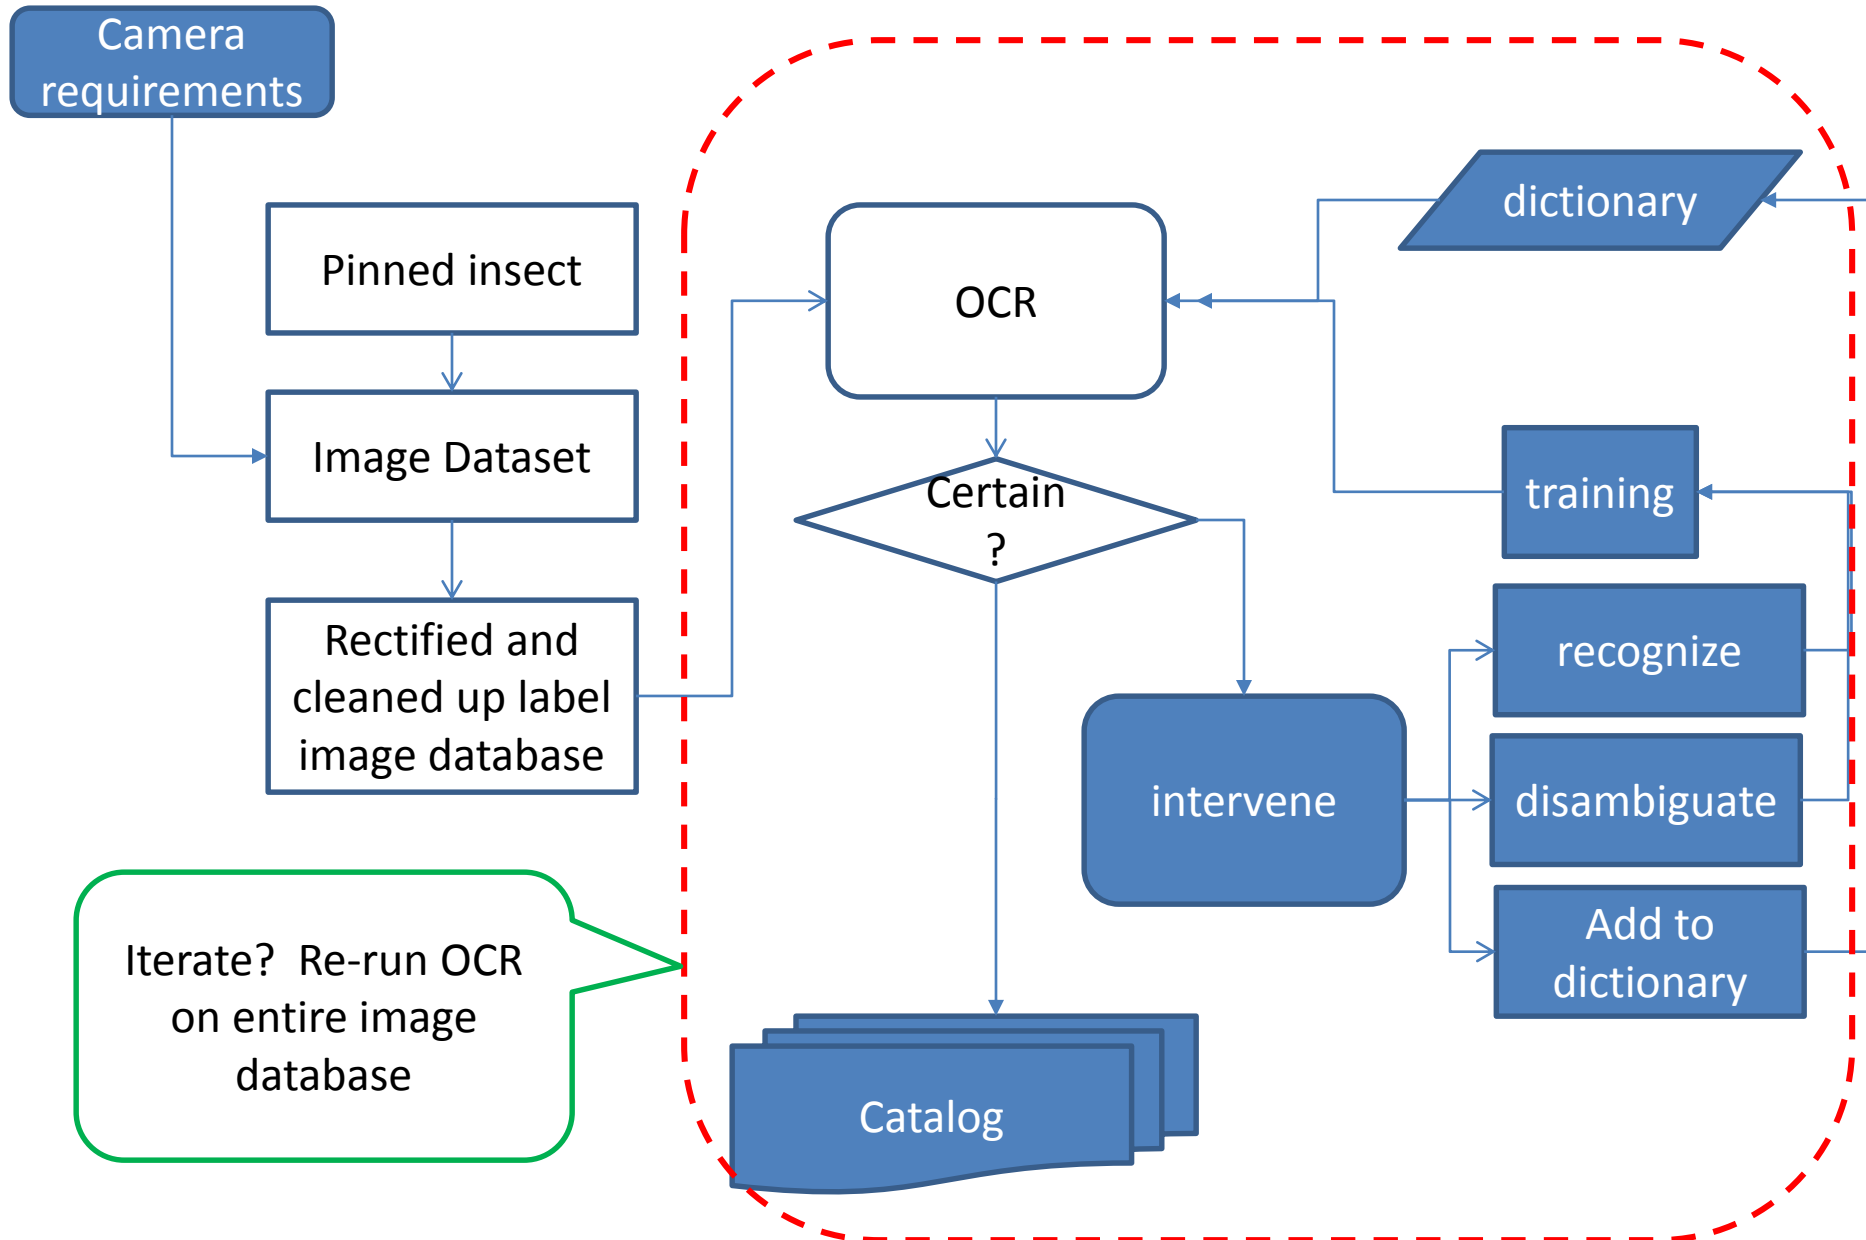 Camera
requirements
Pinned insect
Image Dataset
Rectified and
cleaned up label
image database
Iterate?  Re-run OCR
on entire image
database
OCR
Certain
?
Catalog
intervene
dictionary
training
recognize
disambiguate
Add to
dictionary